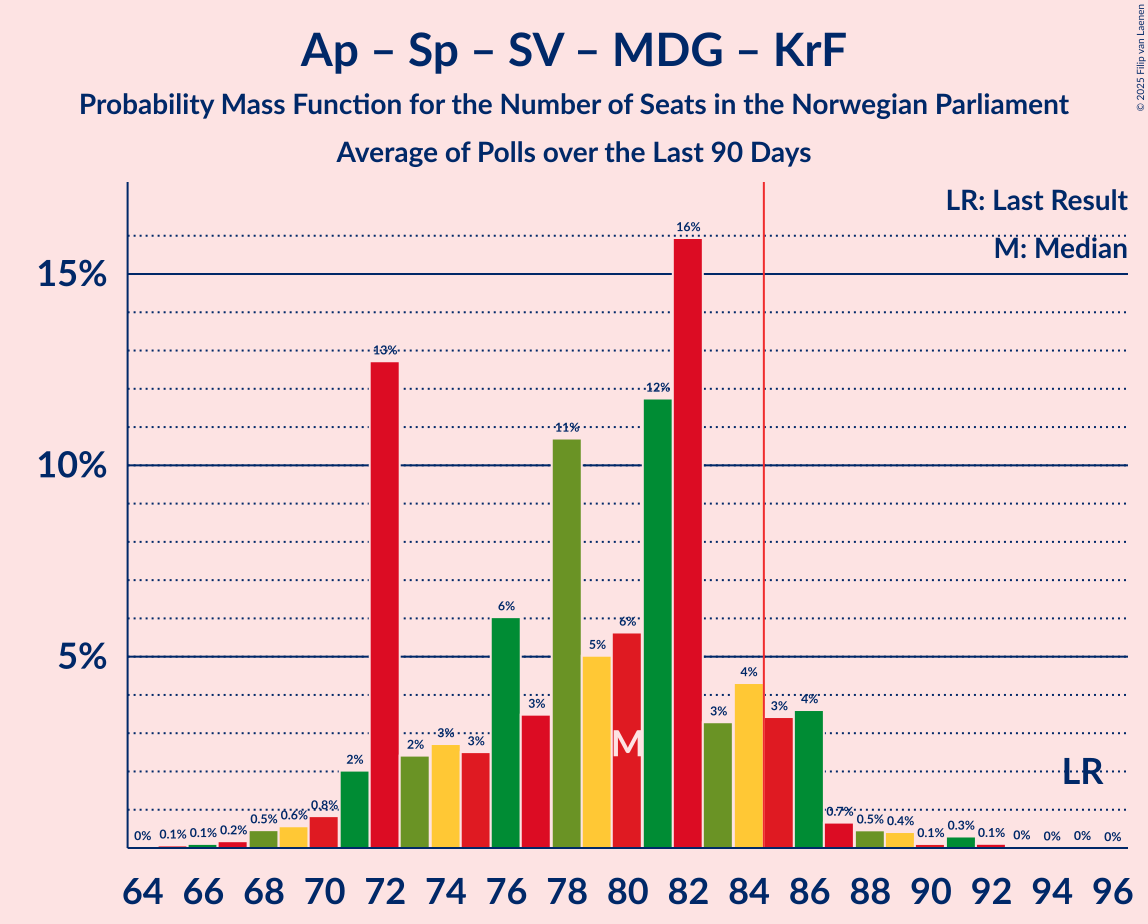 Ap – Sp – SV – MDG – KrF
Probability Mass Function for the Number of Seats in the Norwegian Parliament
Average of Polls over the Last 90 Days
© 2025 Filip van Laenen
LR: Last Result
M: Median
15%
10%
5%
0% 0.1% 0.1% 0.2% 0.5% 0.6% 0.8% 2% 13% 2% 3% 3% 6% 3% 11% 5% 6% 12% 16% 3% 4% 3% 4% 0.7% 0.5% 0.4% 0.1% 0.3% 0.1% 0% 0% 0% 0%
M
LR
64 66 68 70 72 74 76 78 80 82 84 86 88 90 92 94 96